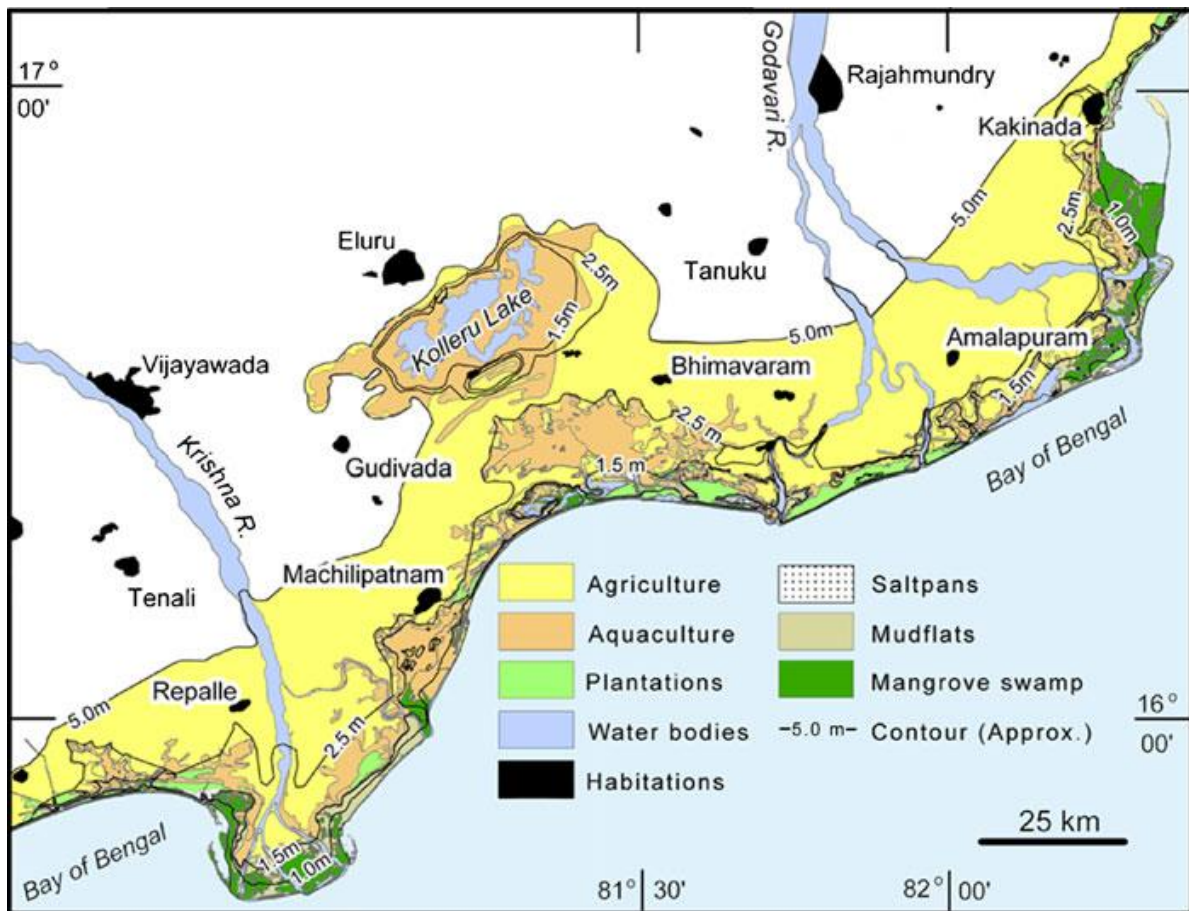 Godavari R.
Rajahmundry
17°
00'
Kakinada
5.0m
2.5m
1.0m
Eluru
2.5m
Tanuku
Kolleru Lake
1.5m
5.0m
Amalapuram
Vijayawada
Bhimavaram
1.5m
2.5 m
Bay of Bengal
Krishna R.
Gudivada
1.5 m
Machilipatnam
Tenali
Agriculture
Saltpans
Aquaculture
Mudflats
Repalle
Plantations
Mangrove swamp
5.0m
2.5 m
Water bodies
–5.0 m– Contour (Approx.)
16°
00'
Habitations
25 km
Bay of Bengal
1.5m
1.0m
81° 30'
82° 00'